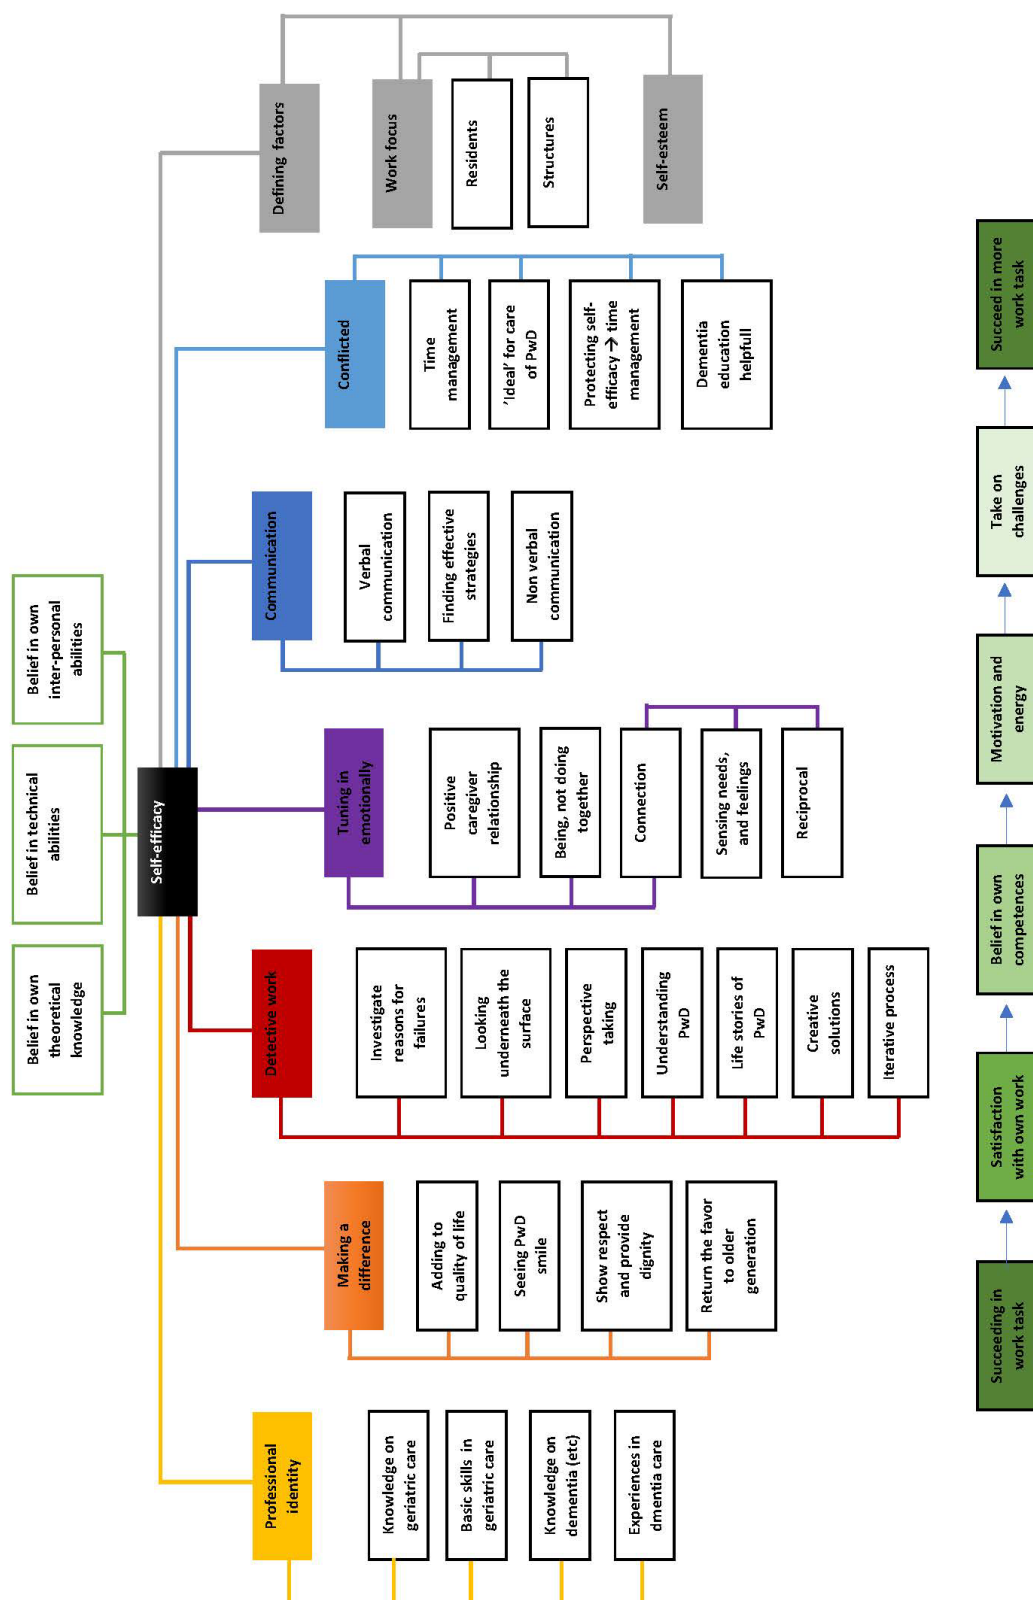 Belief in own
theoretical
knowledge
Belief in technical
abilities
Belief in own
inter-personal
abilities
Self-efficacy
Professional
identity
Knowledge on
geriatric care
Basic skills in
geriatric care
Knowledge on
dementia (etc)
Experiences in
dmentia care
Making a
difference
Adding to
quality of life
Seeing PwD
smile
Show respect
and provide
dignity
Return the favor
to older
generation
Detective work
Investigate
reasons for
failures
Looking
underneath the
surface
Perspective
taking
Understanding
PwD
Life stories of
PwD
Creative
solutions
Iterative process
Tuning in
emotionally
Positive
caregiver
relationship
Being, not doing
together
Connection
Sensing needs,
and feelings
Reciprocal
Communication
Verbal
communication
Finding effective
strategies
Non verbal
communication
Conflicted
Time
management
'Ideal' for care
of PwD
Protecting self-
efficacy → time
management
Dementia
education
helpfull
Defining factors
Work focus
Residents
Structures
Self-esteem
Succeeding in
work task
Satisfaction
with own work
Belief in own
competences
Motivation and
energy
Take on
challenges
Succeed in more
work task